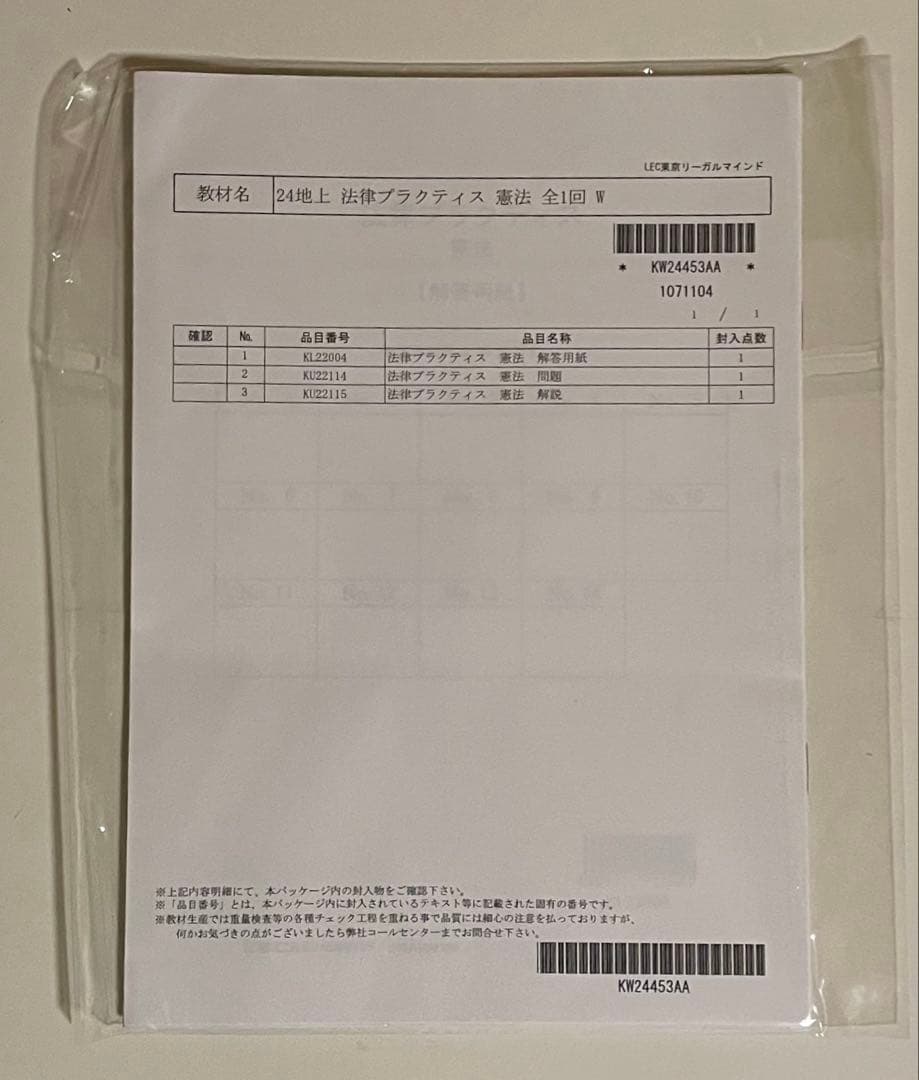 LEC東京リーガルマインド
教材名 24地上 法律プラクティス 憲法 全1回 W
* KW24453AA *
1071104
1 / 1
確認 No. 品目番号 品目名称 封入点数
1 KL22004 法律プラクティス 憲法 解答用紙 1
2 KU22114 法律プラクティス 憲法 問題 1
3 KU22115 法律プラクティス 憲法 解説 1
※上記内容明細にて、本パッケージ内の封入物をご確認下さい。
※「品目番号」とは、本パッケージ内に封入されているテキスト等に記載された固有の番号です。
※教材生産では重量検査等の各種チェック工程を重ねる事で品質には細心の注意を払っておりますが、
何かお気づきの点がございましたら弊社コールセンターまでお問合せ下さい。
KW24453AA